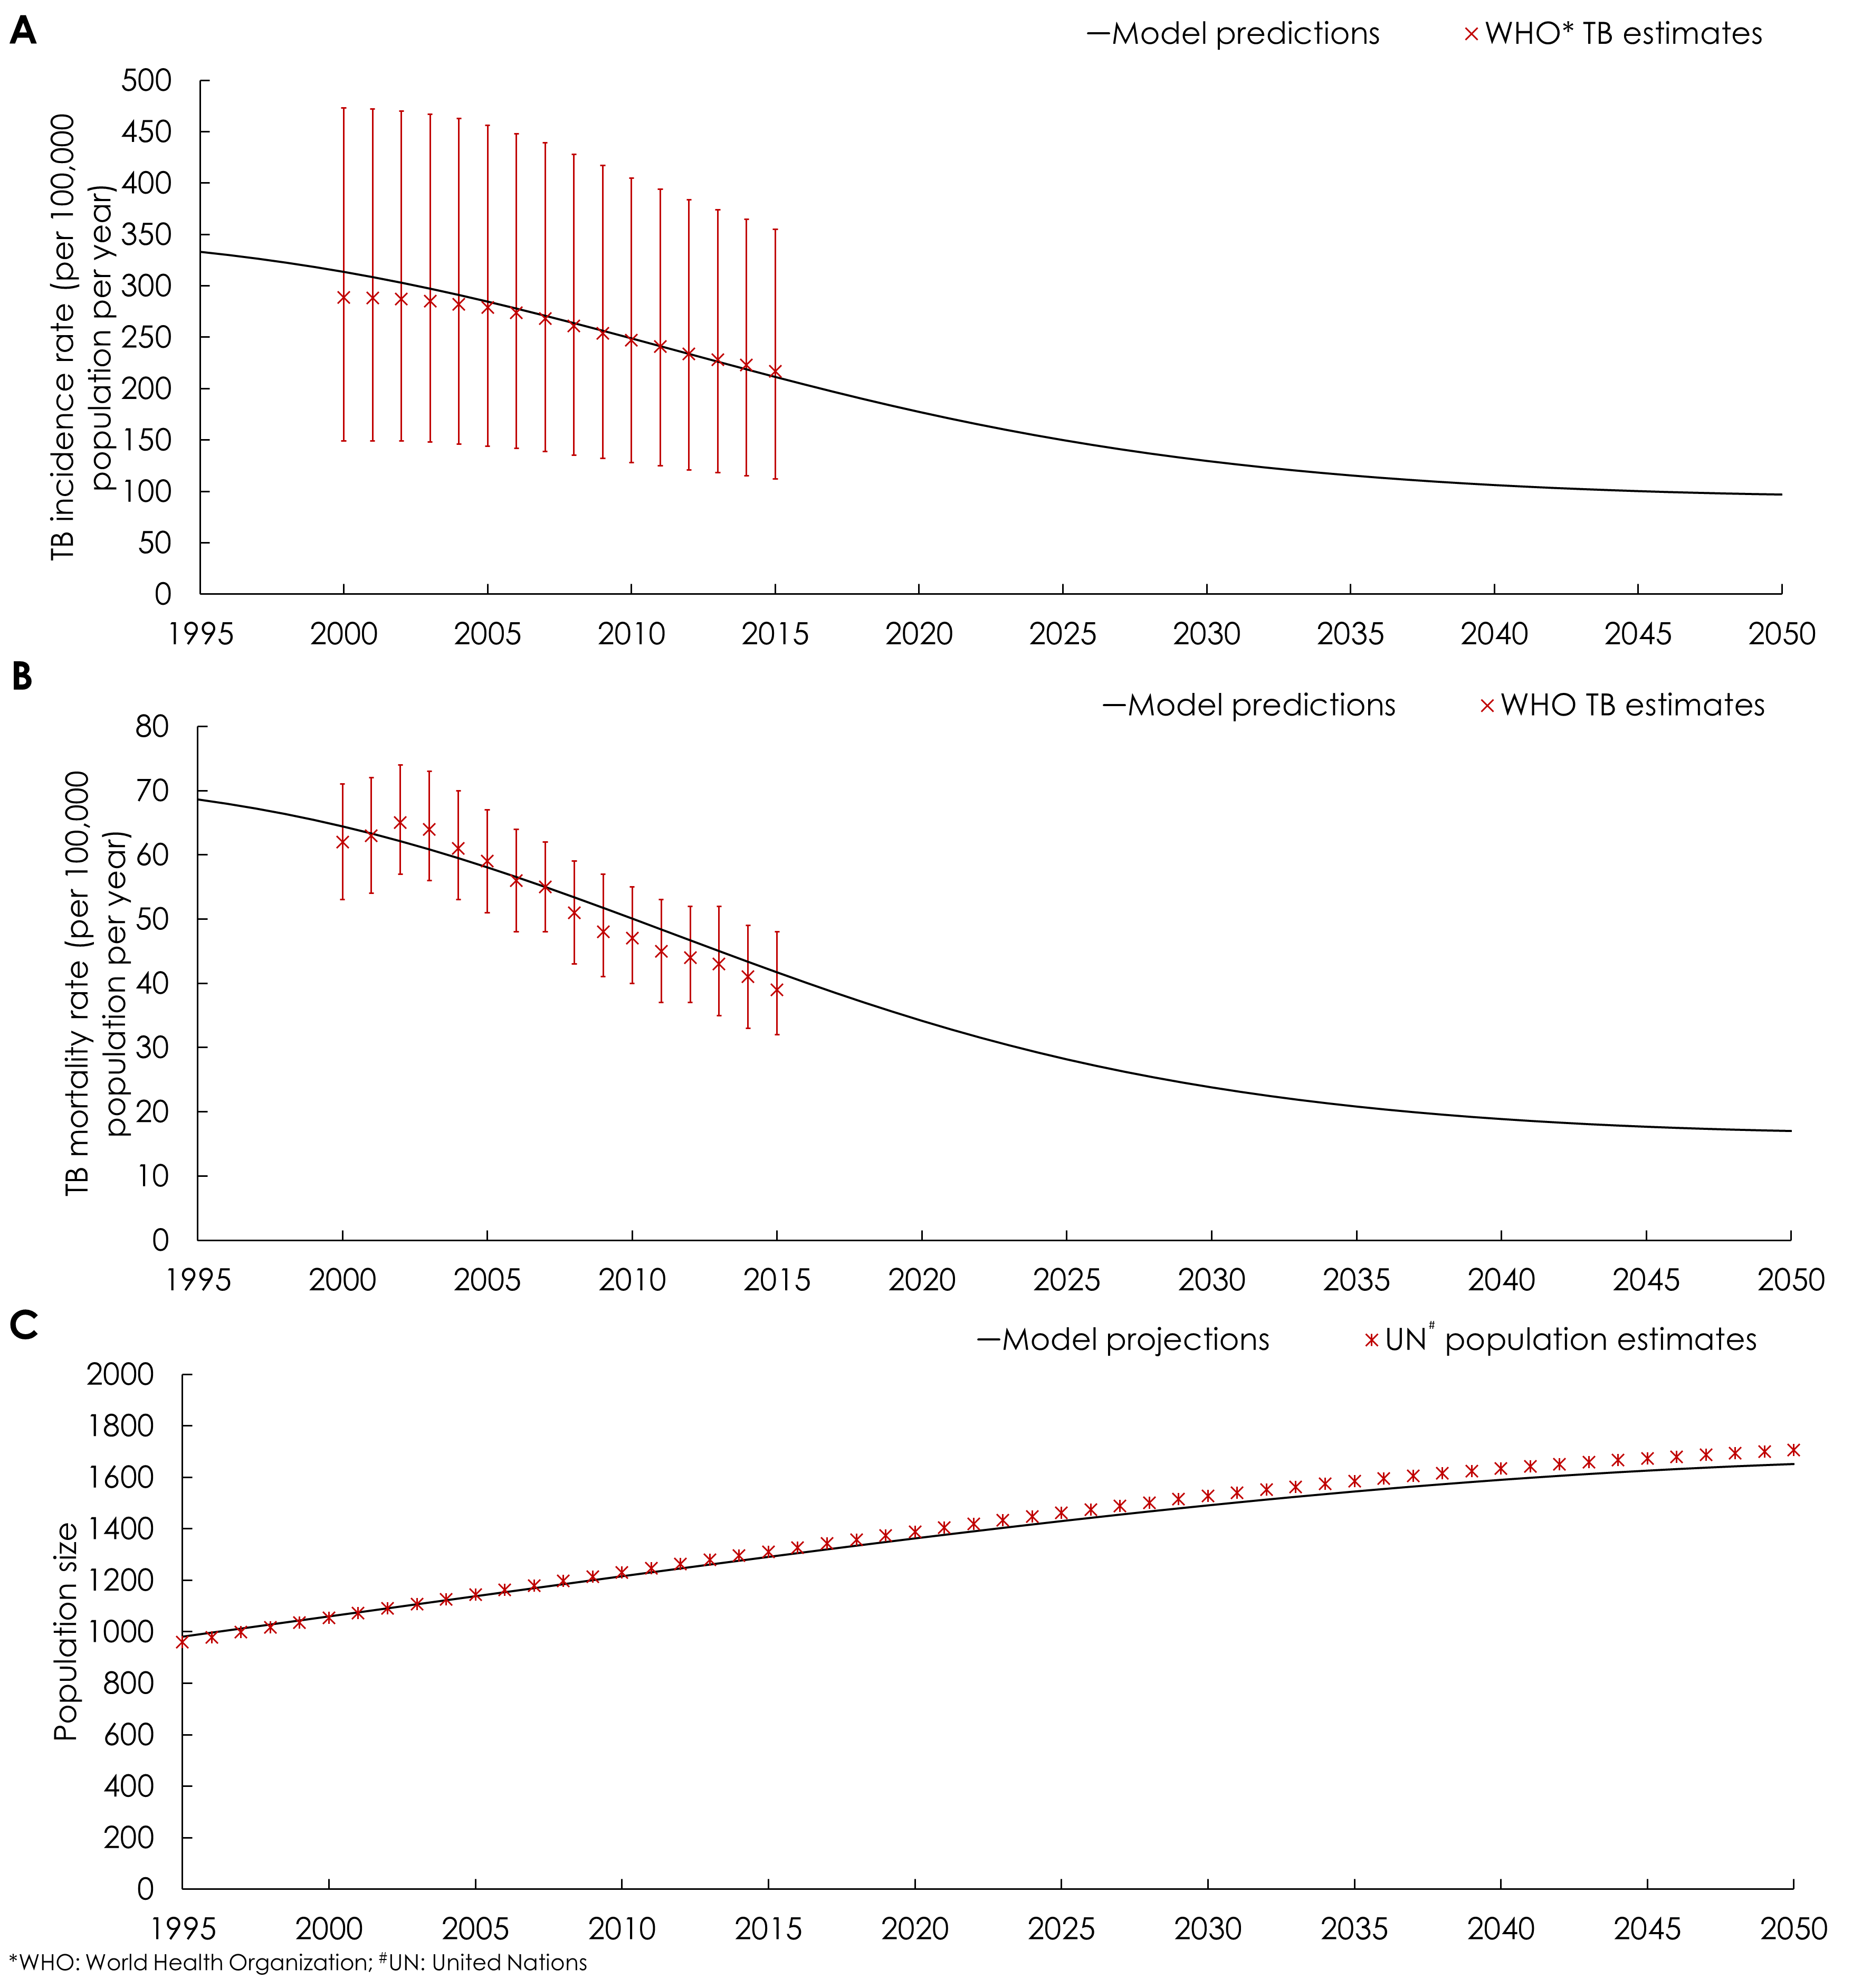 A
—Model predictions × WHO* TB estimates
TB incidence rate (per 100,000
population per year)
500
450
400
350
300
250
200
150
100
50
0
1995 2000 2005 2010 2015 2020 2025 2030 2035 2040 2045 2050
B
—Model predictions × WHO TB estimates
TB mortality rate (per 100,000
population per year)
80
70
60
50
40
30
20
10
0
1995 2000 2005 2010 2015 2020 2025 2030 2035 2040 2045 2050
C
—Model projections UN# population estimates
Population size
2000
1800
1600
1400
1200
1000
800
600
400
200
0
1995 2000 2005 2010 2015 2020 2025 2030 2035 2040 2045 2050
*WHO: World Health Organization; #UN: United Nations